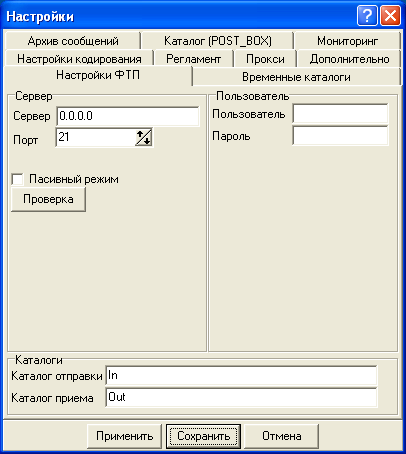 Настройки
Архив сообщений Каталог (POST_BOX) Мониторинг
Настройки кодирования Регламент Прокси Дополнительно
Настройки ФТП Временные каталоги
Сервер
Сервер 0.0.0.0
Порт 21
Пасивный режим
Проверка
Пользователь
Пользователь
Пароль
Каталоги
Каталог отправки In
Каталог приема Out
Применить Сохранить Отмена